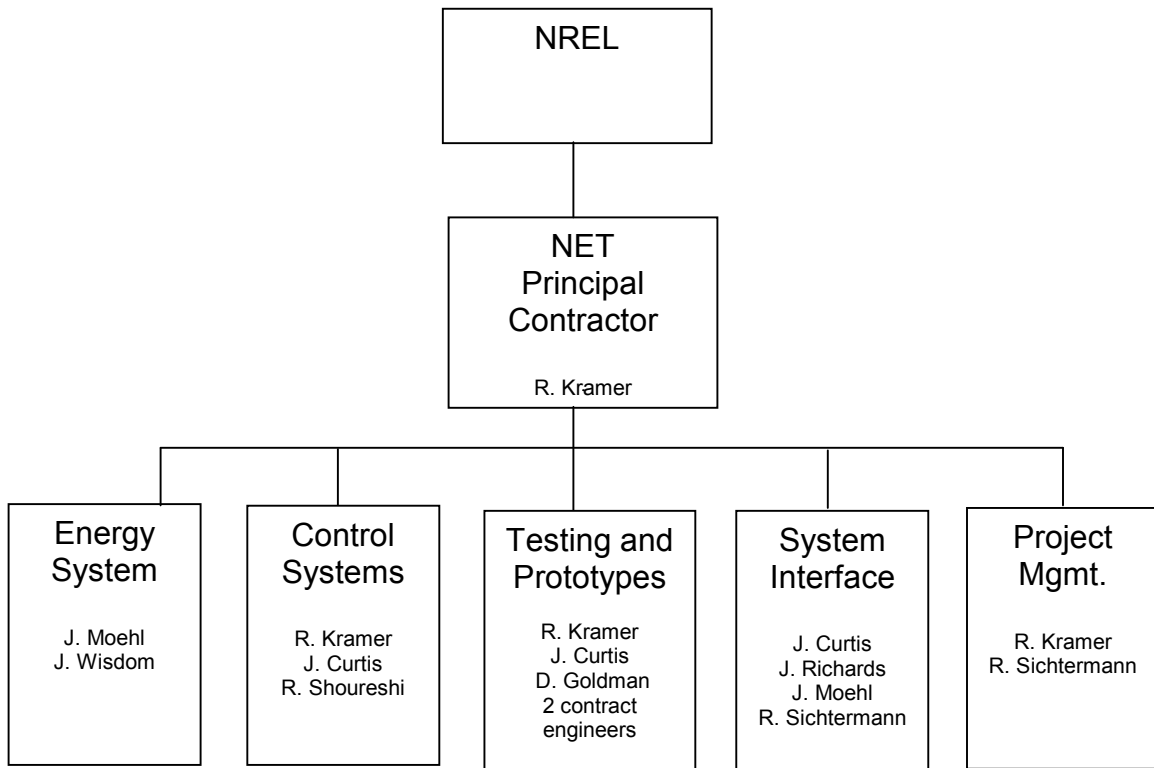 NREL
NET
Principal
Contractor
R. Kramer
Energy
System
J. Moehl
J. Wisdom
Control
Systems
R. Kramer
J. Curtis
R. Shoureshi
Testing and
Prototypes
R. Kramer
J. Curtis
D. Goldman
2 contract
engineers
System
Interface
J. Curtis
J. Richards
J. Moehl
R. Sichtermann
Project
Mgmt.
R. Kramer
R. Sichtermann